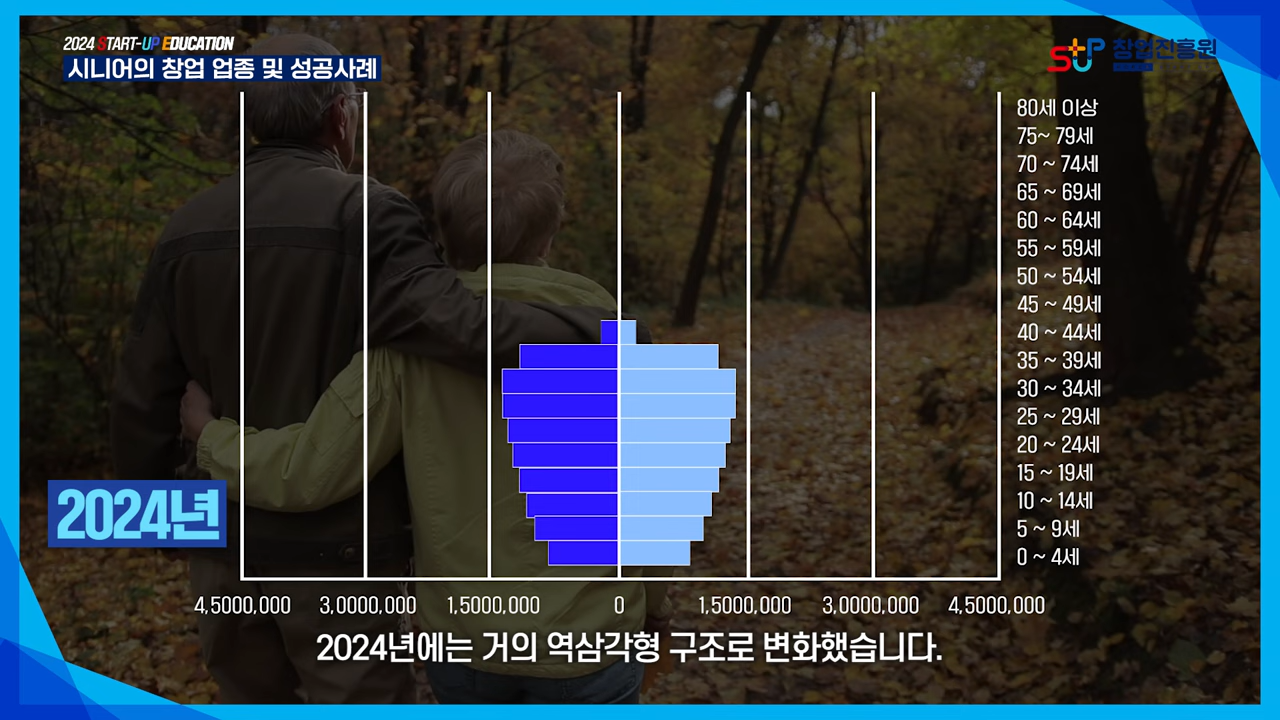 2024 START-UP EDUCATION
시니어의 창업 업종 및 성공사례
창업진흥원
80세 이상
75~ 79세
70 ~ 74세
65 ~ 69세
60 ~ 64세
55 ~ 59세
50 ~ 54세
45 ~ 49세
40 ~ 44세
35 ~ 39세
30 ~ 34세
25 ~ 29세
20 ~ 24세
15 ~ 19세
10 ~ 14세
5 ~ 9세
0 ~ 4세
2024년
4,5000,000 3,0000,000 1,5000,000 0 1,5000,000 3,0000,000 4,5000,000
2024년에는 거의 역삼각형 구조로 변화했습니다.